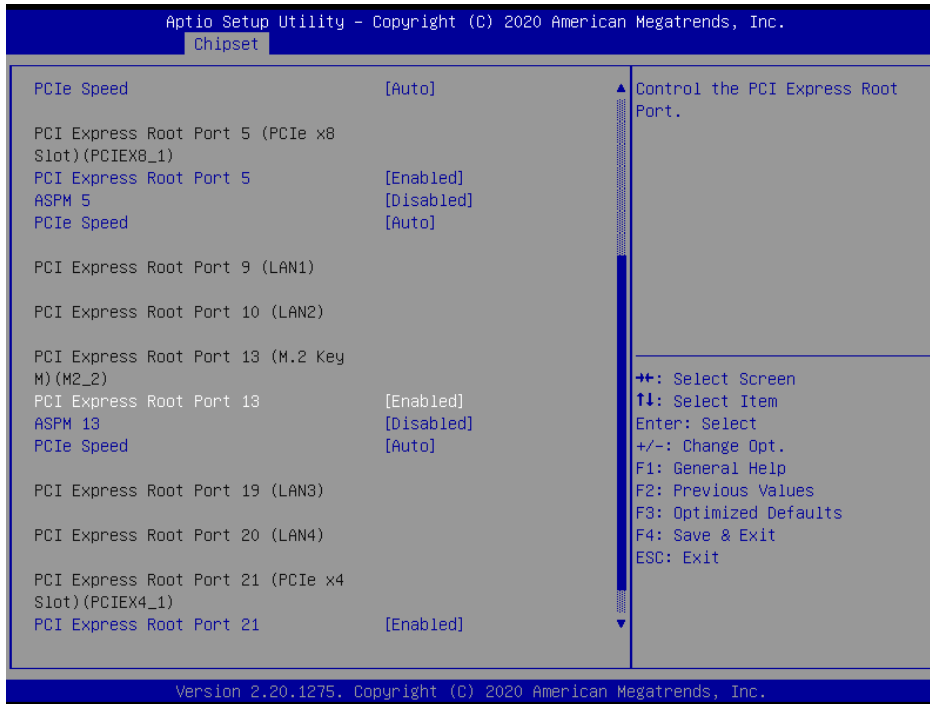 Aptio Setup Utility – Copyright (C) 2020 American Megatrends, Inc.
Chipset
PCIe Speed [Auto]
PCI Express Root Port 5 (PCIe x8
Slot)(PCIEX8_1)
PCI Express Root Port 5 [Enabled]
ASPM 5 [Disabled]
PCIe Speed [Auto]
PCI Express Root Port 9 (LAN1)
PCI Express Root Port 10 (LAN2)
PCI Express Root Port 13 (M.2 Key
M)(M2_2)
PCI Express Root Port 13 [Enabled]
ASPM 13 [Disabled]
PCIe Speed [Auto]
PCI Express Root Port 19 (LAN3)
PCI Express Root Port 20 (LAN4)
PCI Express Root Port 21 (PCIe x4
Slot)(PCIEX4_1)
PCI Express Root Port 21 [Enabled]
Control the PCI Express Root
Port.
→←: Select Screen
↑↓: Select Item
Enter: Select
+/-: Change Opt.
F1: General Help
F2: Previous Values
F3: Optimized Defaults
F4: Save & Exit
ESC: Exit
Version 2.20.1275. Copyright (C) 2020 American Megatrends, Inc.